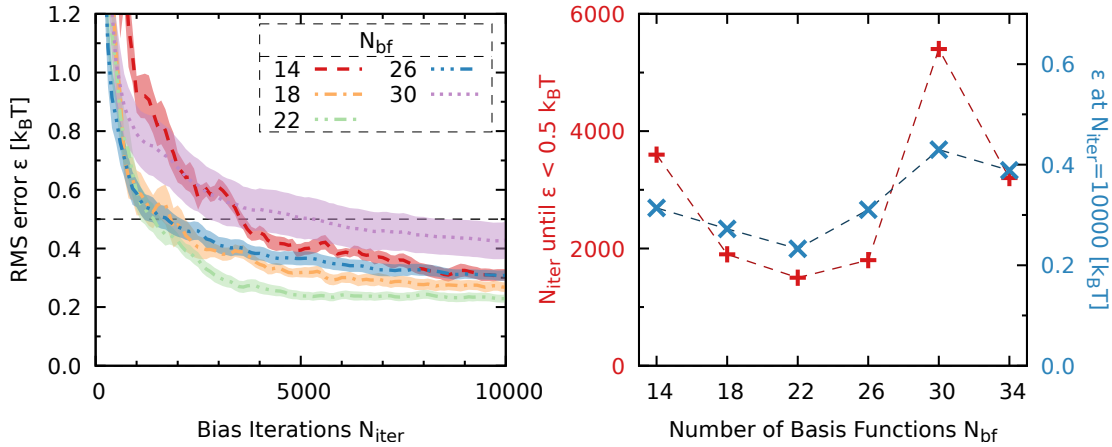 N_bf
14 26
18 30
22
1.2
1.0
0.8
0.6
0.4
0.2
0.0
RMS error ε [k_BT]
0 5000 10000
Bias Iterations N_iter
6000
4000
2000
0
N_iter until ε < 0.5 k_BT
0.6
0.4
0.2
0.0
ε at N_iter=10000 [k_BT]
14 18 22 26 30 34
Number of Basis Functions N_bf